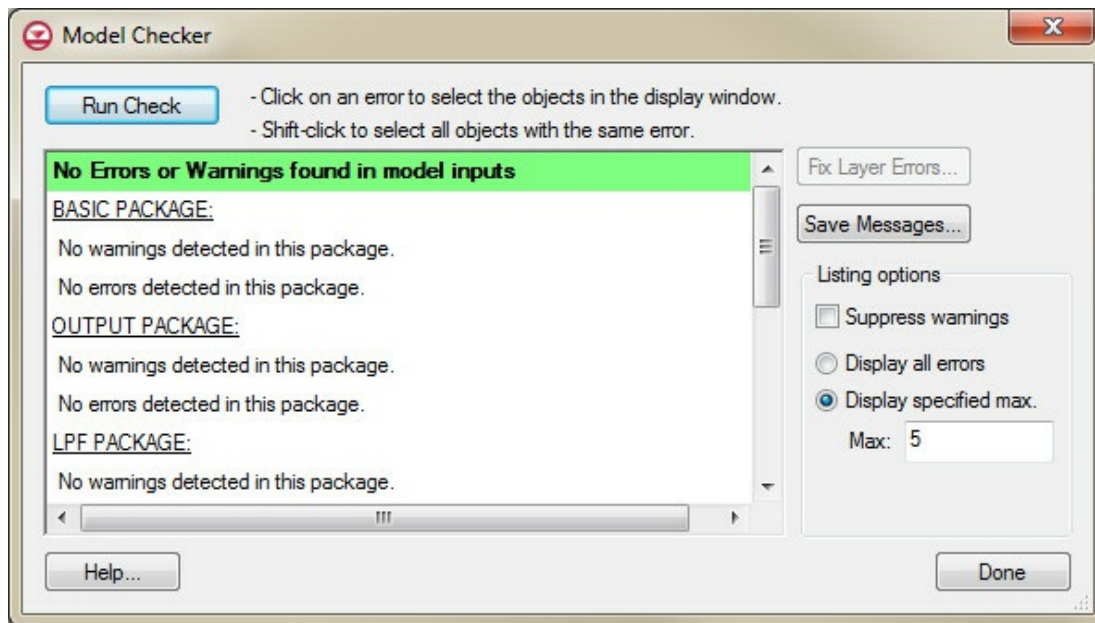 Model Checker
Run Check
- Click on an error to select the objects in the display window.
- Shift-click to select all objects with the same error.
No Errors or Warnings found in model inputs
BASIC PACKAGE:
No warnings detected in this package.
No errors detected in this package.
OUTPUT PACKAGE:
No warnings detected in this package.
No errors detected in this package.
LPF PACKAGE:
No warnings detected in this package.
Fix Layer Errors...
Save Messages...
Listing options
Suppress warnings
Display all errors
Display specified max.
Max: 5
Help...
Done